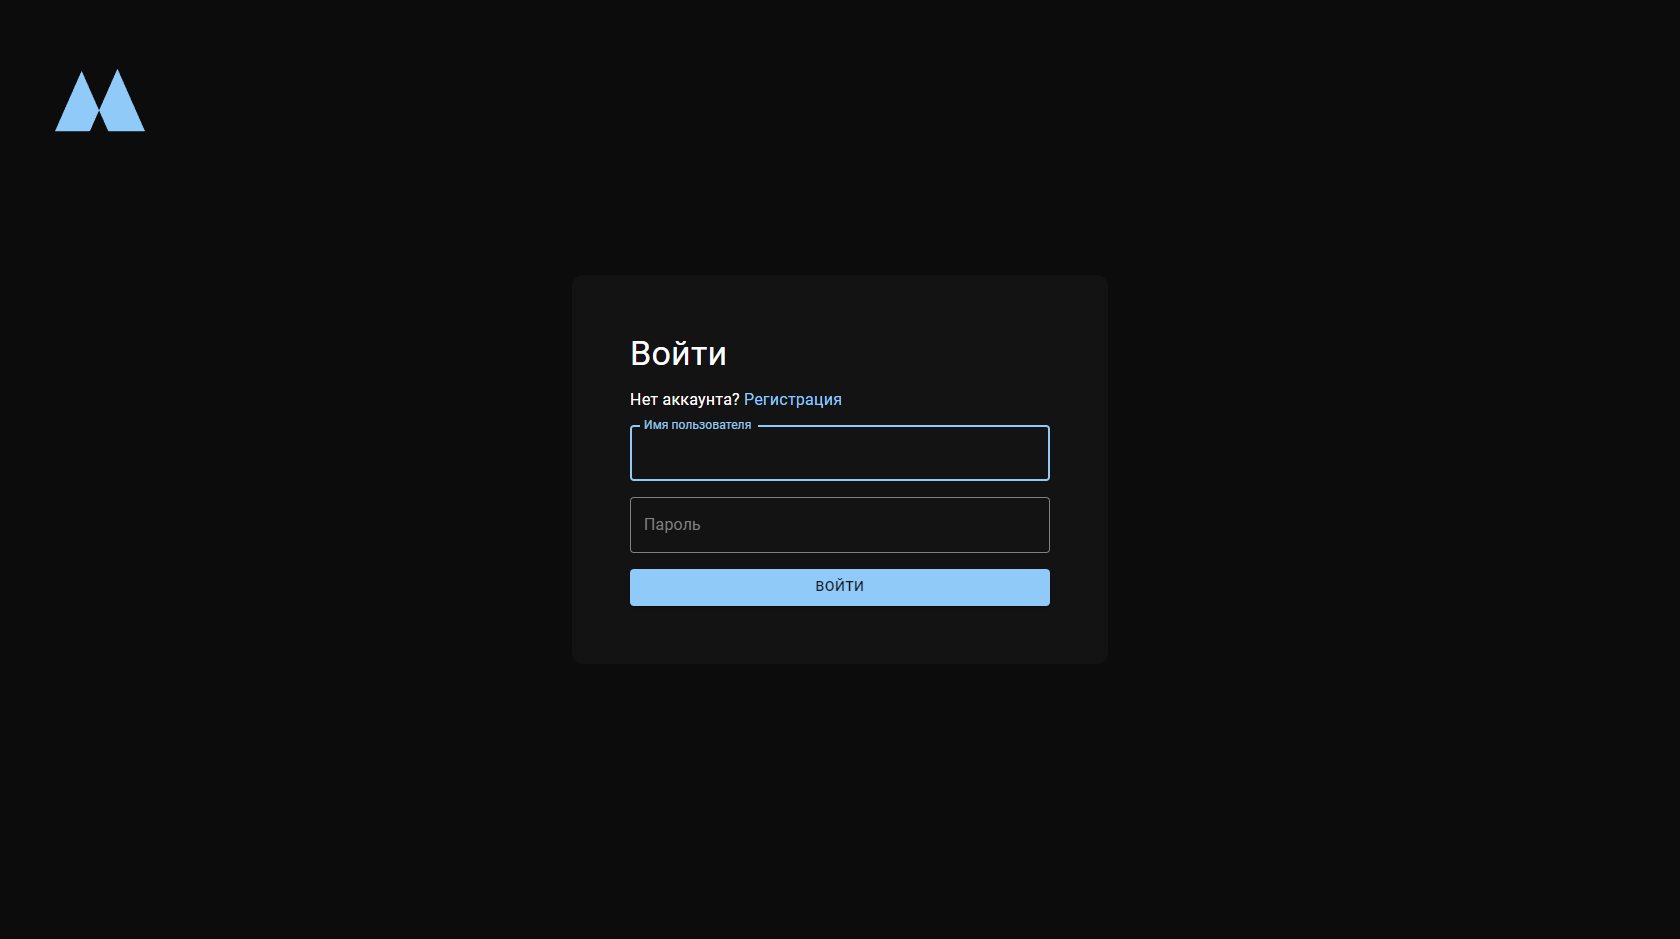 Войти
Нет аккаунта? Регистрация
Имя пользователя
Пароль
ВОЙТИ